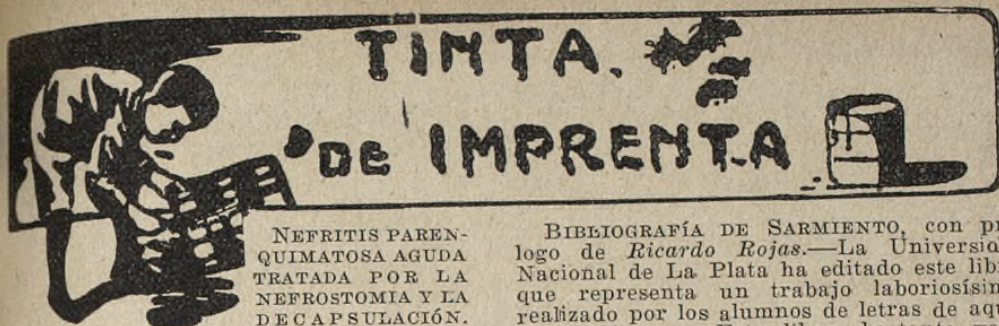 TINTA.
DE IMPRENTA
NEFRITIS PAREN-
QUIMATOSA AGUDA
TRATADA POR LA
NEFROSTOMIA Y LA
DECAPSULACIÓN.
BIBLIOGRAFÍA DE SARMIENTO, con
logo de Ricardo Rojas.—La
Nacional de La Plata ha editado este
que representa un trabajo
realizado por los alumnos de letras de